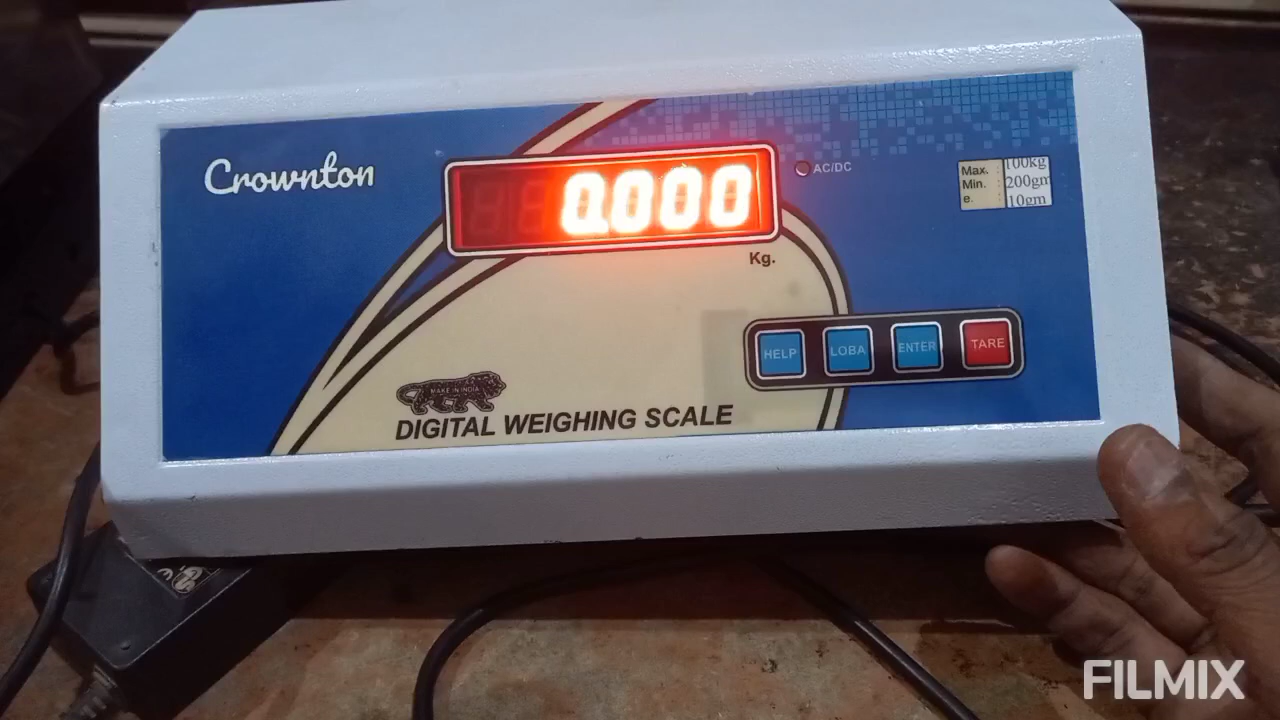 Crownton
0.000
AC/DC
Max. : 100kg
Min. : 200gm
e. : 10gm
Kg.
HELP
LOBA
ENTER
TARE
MAKE IN INDIA
DIGITAL WEIGHING SCALE
FILMIX